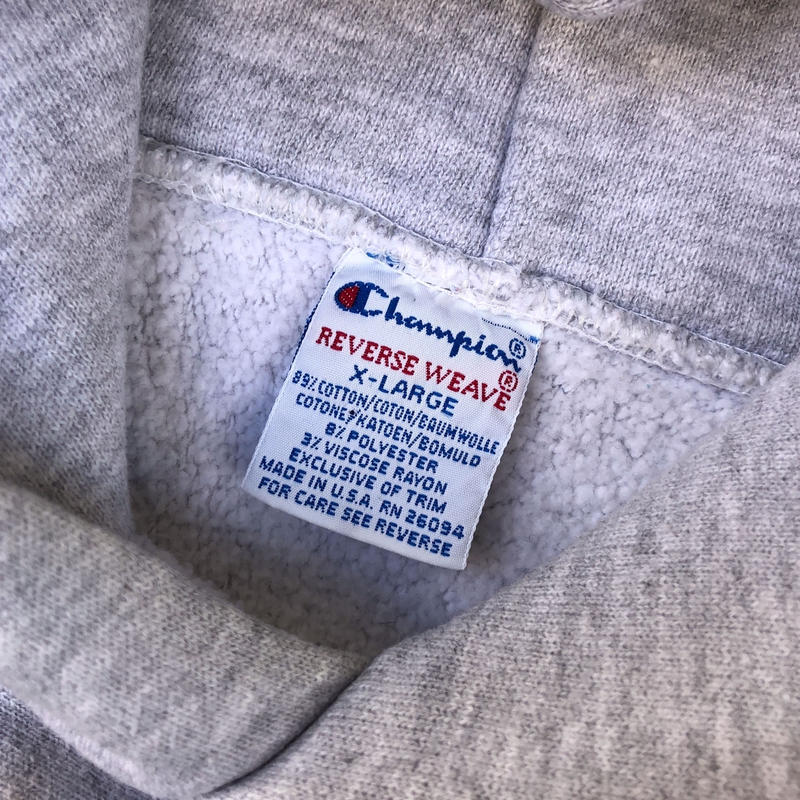 Champion®
REVERSE WEAVE®
X-LARGE
89% COTTON/COTON/BAUMWOLLE
COTONE/KATOEN/BOMULD
8% POLYESTER
3% VISCOSE RAYON
EXCLUSIVE OF TRIM
MADE IN U.S.A. RN 26094
FOR CARE SEE REVERSE